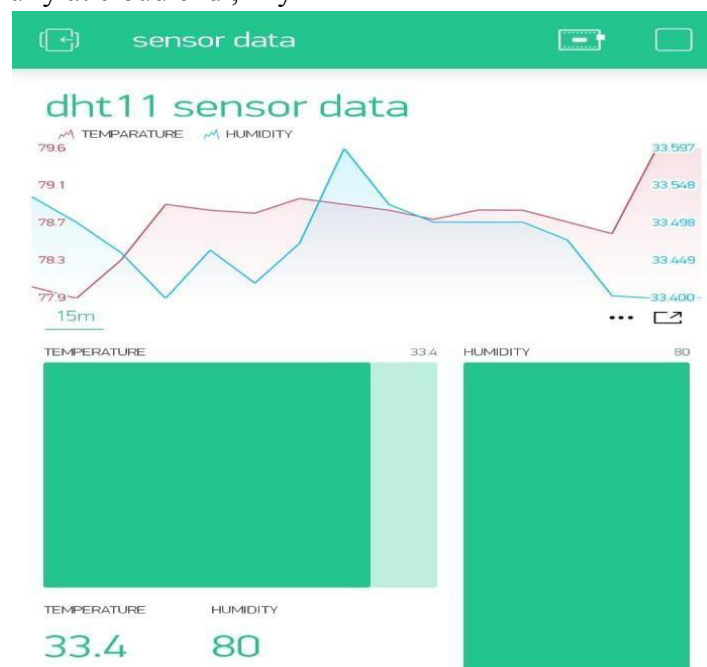 sensor data
dht11 sensor data
TEMPARATURE HUMIDITY
79.6 33.597
79.1 33.548
78.7 33.498
78.3 33.449
77.9 33.400
15m
TEMPERATURE 33.4 HUMIDITY 80
TEMPERATURE HUMIDITY
33.4 80